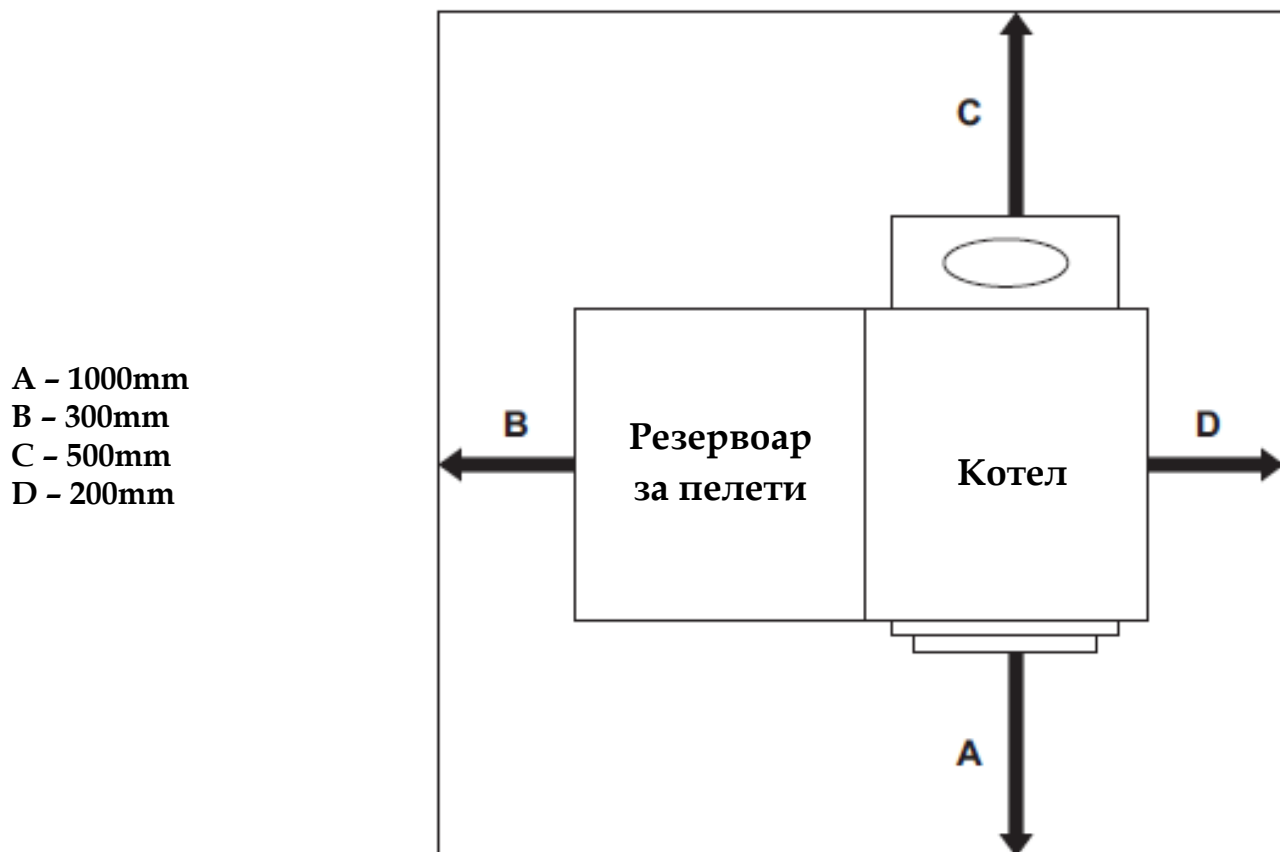 C
A – 1000mm
B – 300mm
C – 500mm
D – 200mm
B
Резервоар
за пелети
Котел
D
A